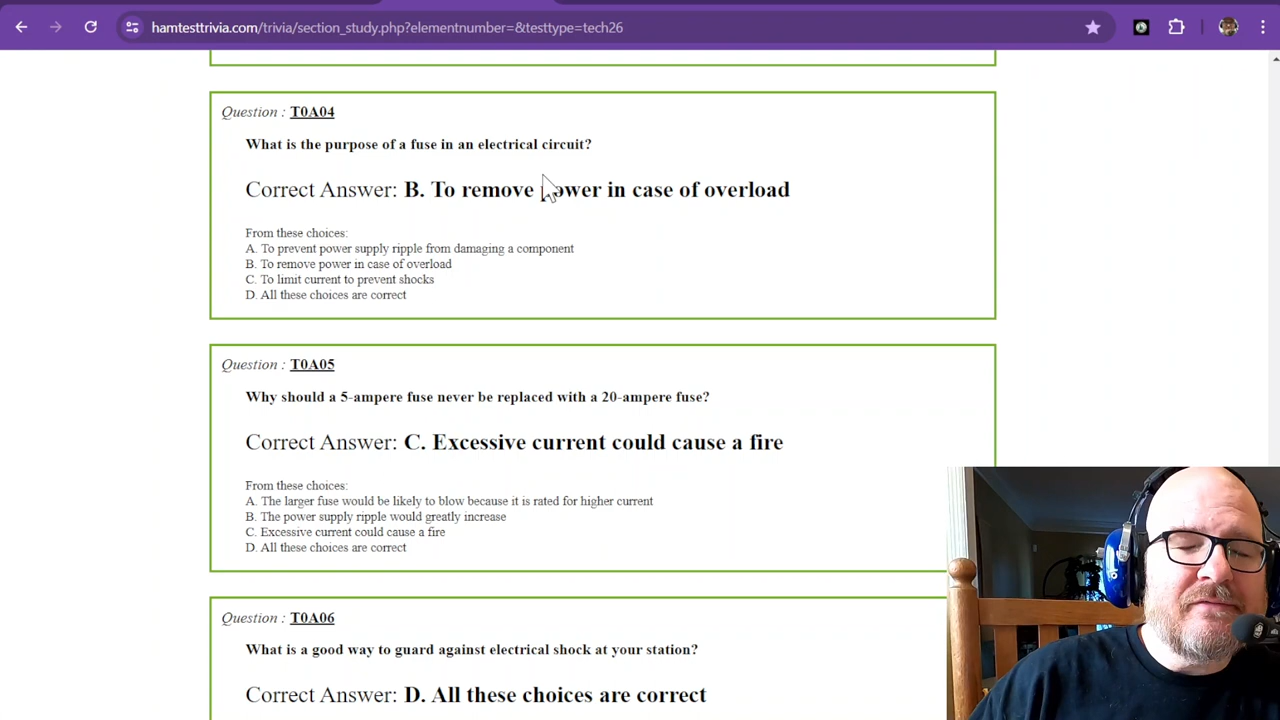 hamtesttrivia.com/trivia/section_study.php?elementnumber=&testtype=tech26
Question : T0A04
What is the purpose of a fuse in an electrical circuit?
Correct Answer: B. To remove power in case of overload
From these choices:
A. To prevent power supply ripple from damaging a component
B. To remove power in case of overload
C. To limit current to prevent shocks
D. All these choices are correct
Question : T0A05
Why should a 5-ampere fuse never be replaced with a 20-ampere fuse?
Correct Answer: C. Excessive current could cause a fire
From these choices:
A. The larger fuse would be likely to blow because it is rated for higher current
B. The power supply ripple would greatly increase
C. Excessive current could cause a fire
D. All these choices are correct
Question : T0A06
What is a good way to guard against electrical shock at your station?
Correct Answer: D. All these choices are correct